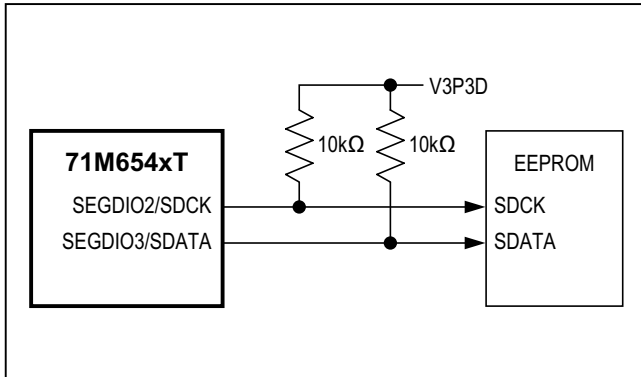 V3P3D
10kΩ 10kΩ
71M654xT
EEPROM
SEGDIO2/SDCK SDCK
SEGDIO3/SDATA SDATA